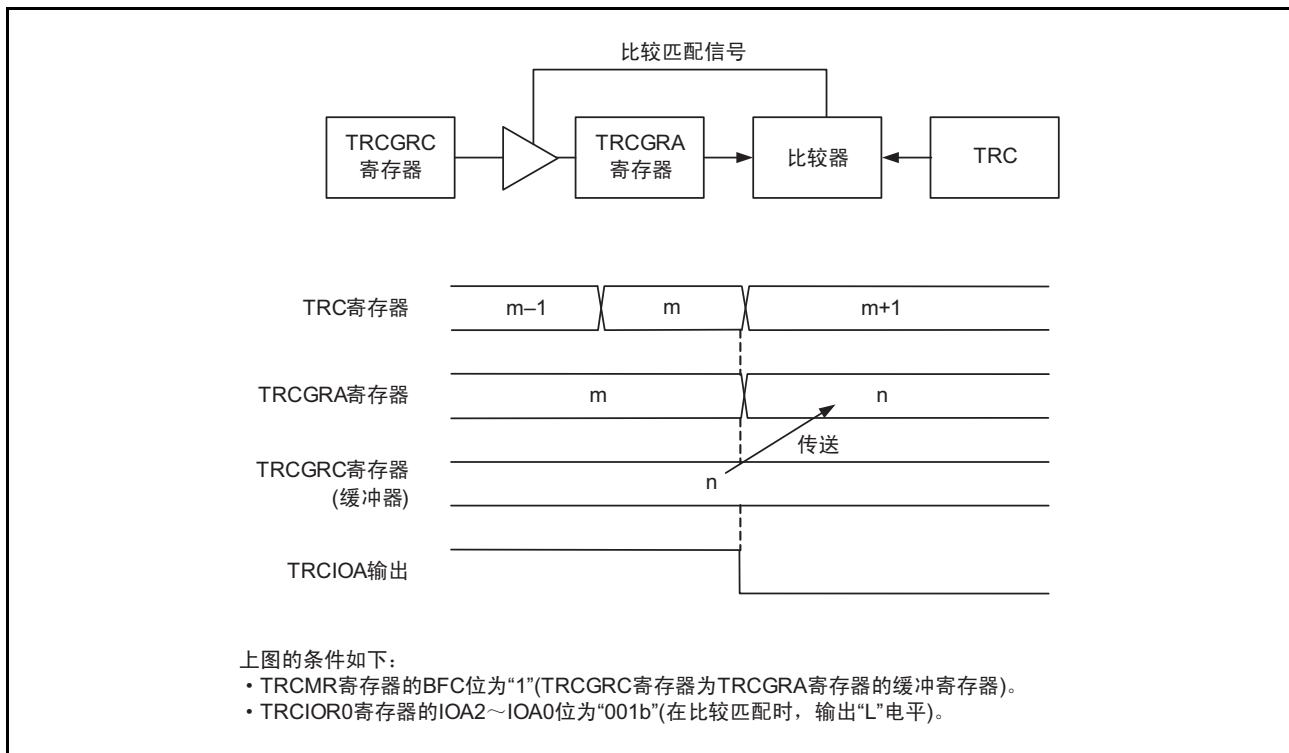 比较匹配信号
TRCGRC
寄存器
TRCGRA
寄存器
比较器
TRC
TRC寄存器
m–1
m
m+1
TRCGRA寄存器
m
n
传送
TRCGRC寄存器
(缓冲器)
n
TRCIOA输出
上图的条件如下：
・TRCMR寄存器的BFC位为“1”(TRCGRC寄存器为TRCGRA寄存器的缓冲寄存器)。
・TRCIOR0寄存器的IOA2～IOA0位为“001b”(在比较匹配时，输出“L”电平)。